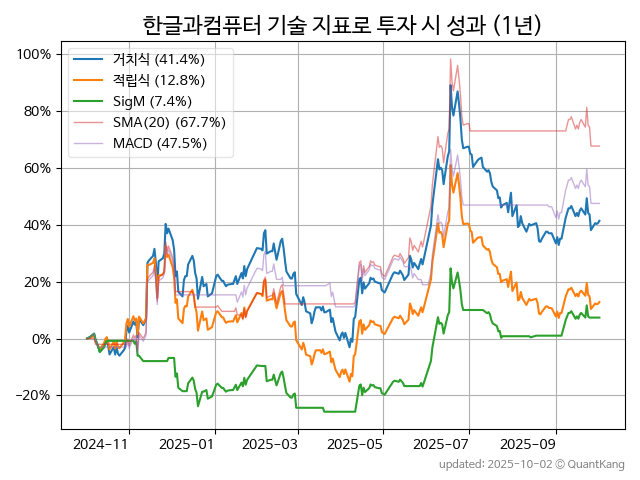 한글과컴퓨터 기술 지표로 투자 시 성과 (1년)
거치식 (41.4%)
적립식 (12.8%)
SigM (7.4%)
SMA(20) (67.7%)
MACD (47.5%)
100%
80%
60%
40%
20%
0%
−20%
2024-11 2025-01 2025-03 2025-05 2025-07 2025-09
updated: 2025-10-02 © QuantKang